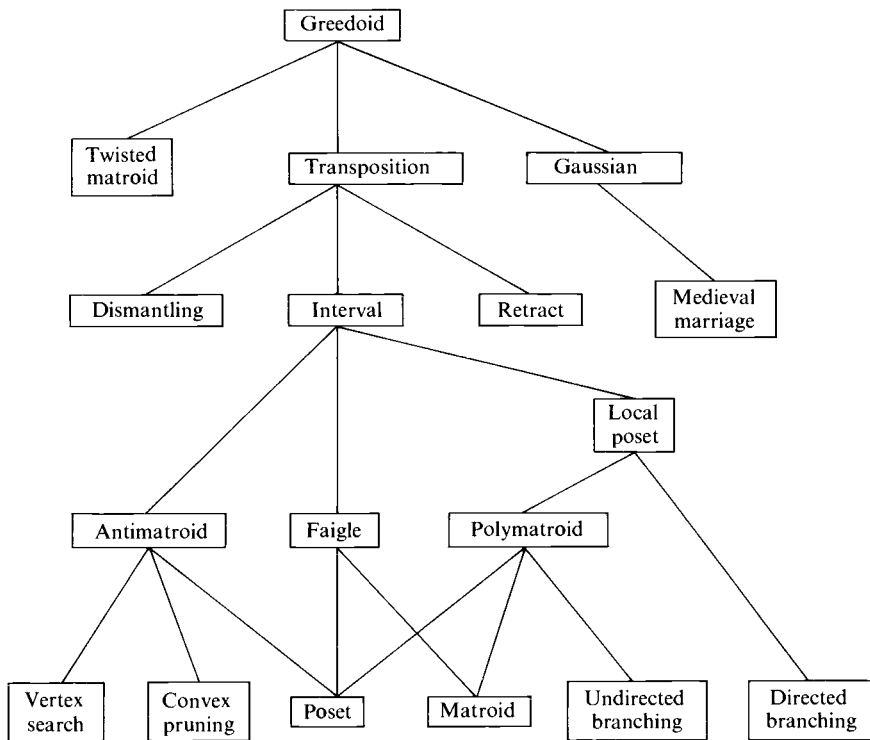 Greedoid
Twisted
matroid
Transposition
Gaussian
Dismantling
Interval
Retract
Medieval
marriage
Local
poset
Antimatroid
Faigle
Polymatroid
Vertex
search
Convex
pruning
Poset
Matroid
Undirected
branching
Directed
branching